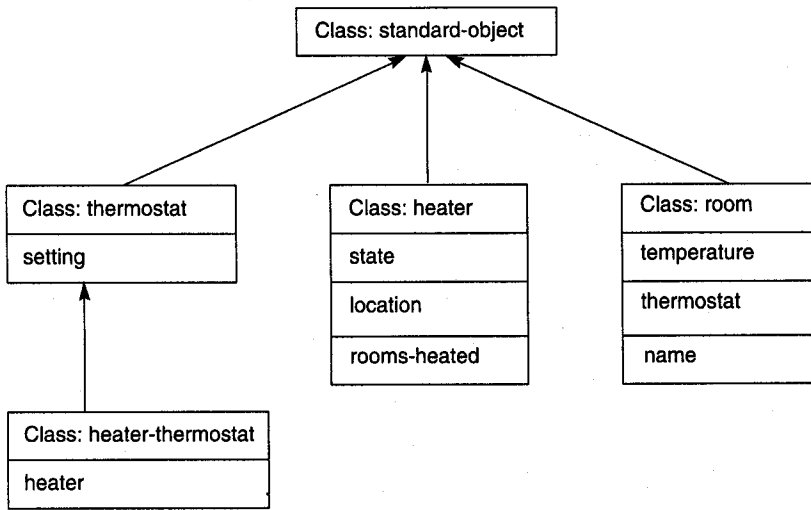 Class: standard-object
Class: thermostat
setting
Class: heater
state
location
rooms-heated
Class: room
temperature
thermostat
name
Class: heater-thermostat
heater